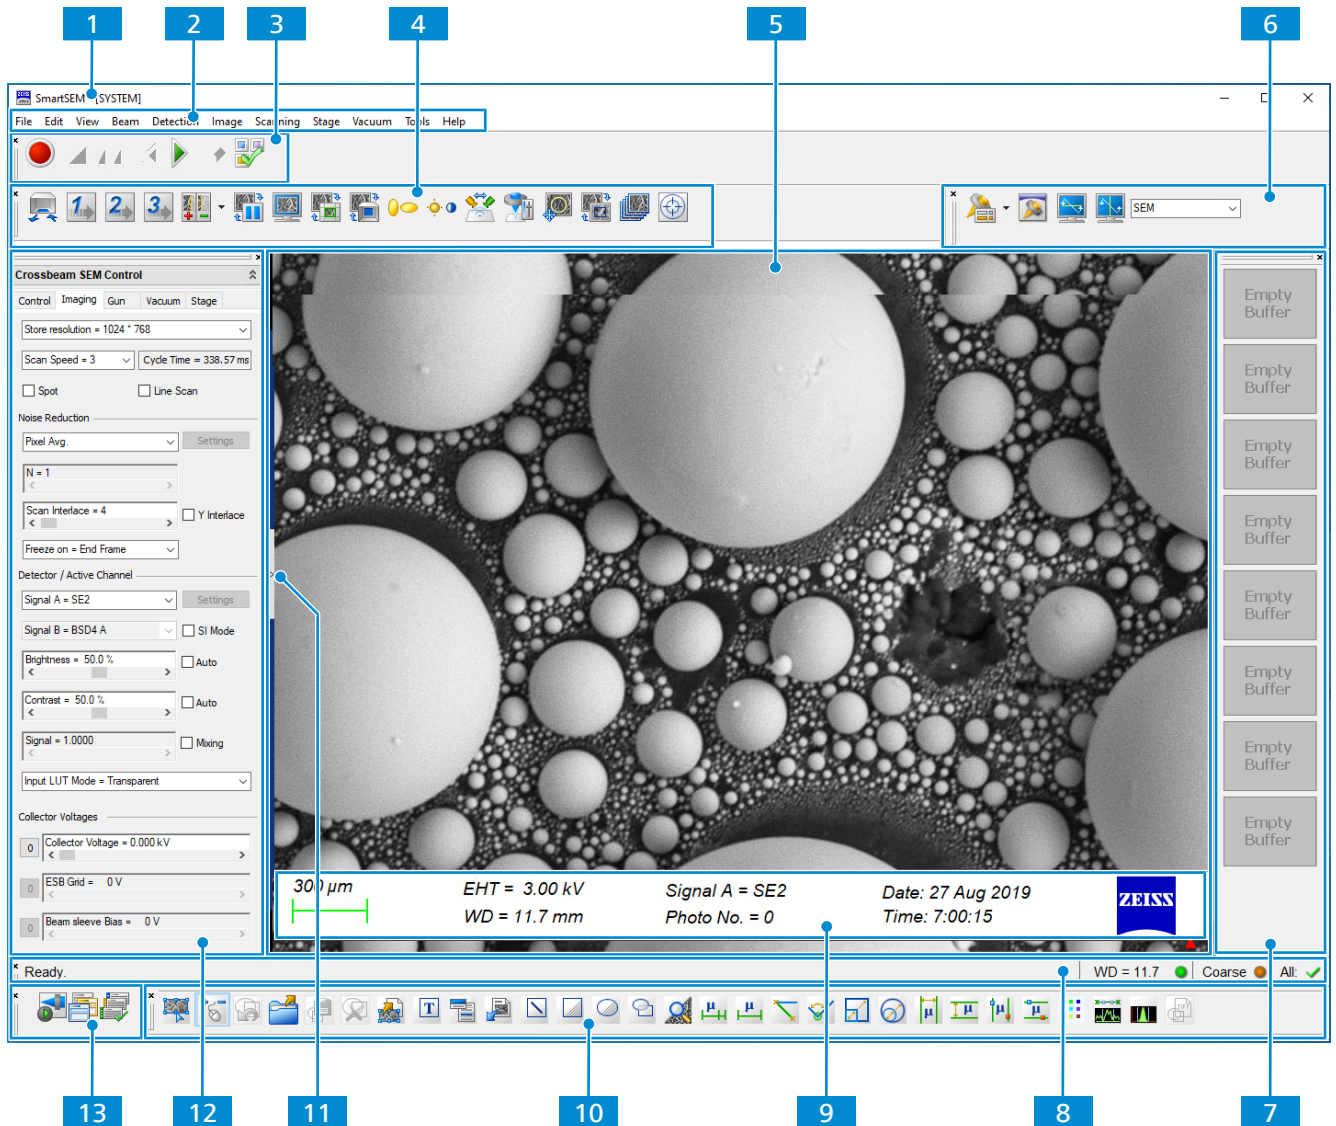 1 2 3 4 5 6
SmartSEM - [SYSTEM]
File Edit View Beam Detection Image Scanning Stage Vacuum Tools Help
1 2 3
SEM
Crossbeam SEM Control
Control Imaging Gun Vacuum Stage
Store resolution = 1024 * 768
Scan Speed = 3 Cycle Time = 338.57 ms
Spot Line Scan
Noise Reduction
Pixel Avg. Settings
N = 1
Scan Interlace = 4 Y Interlace
Freeze on = End Frame
Detector / Active Channel
Signal A = SE2 Settings
Signal B = BSD4 A SI Mode
Brightness = 50.0 % Auto
Contrast = 50.0 % Auto
Signal = 1.0000 Mixing
Input LUT Mode = Transparent
Collector Voltages
0 Collector Voltage = 0.000 kV
0 ESB Grid = 0 V
0 Beam sleeve Bias = 0 V
Empty
Buffer
Empty
Buffer
Empty
Buffer
Empty
Buffer
Empty
Buffer
Empty
Buffer
Empty
Buffer
Empty
Buffer
300 µm EHT = 3.00 kV Signal A = SE2 Date: 27 Aug 2019 ZEISS
WD = 11.7 mm Photo No. = 0 Time: 7:00:15
Ready. WD = 11.7 Coarse All:
T µ µ µ µ µ µ
13 12 11 10 9 8 7